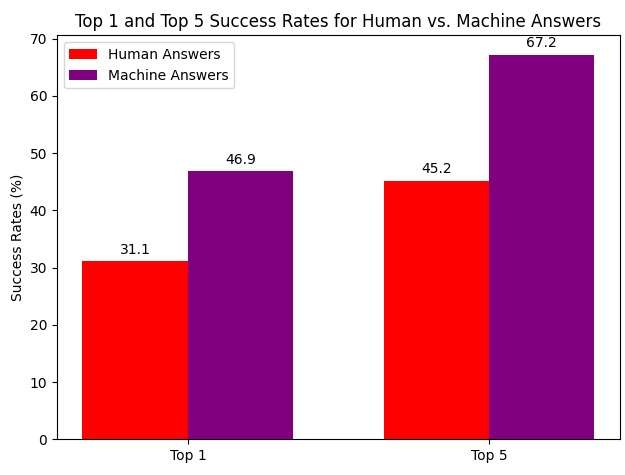 Top 1 and Top 5 Success Rates for Human vs. Machine Answers
Human Answers
Machine Answers
Success Rates (%)
70
60
50
40
30
20
10
0
31.1
46.9
45.2
67.2
Top 1
Top 5